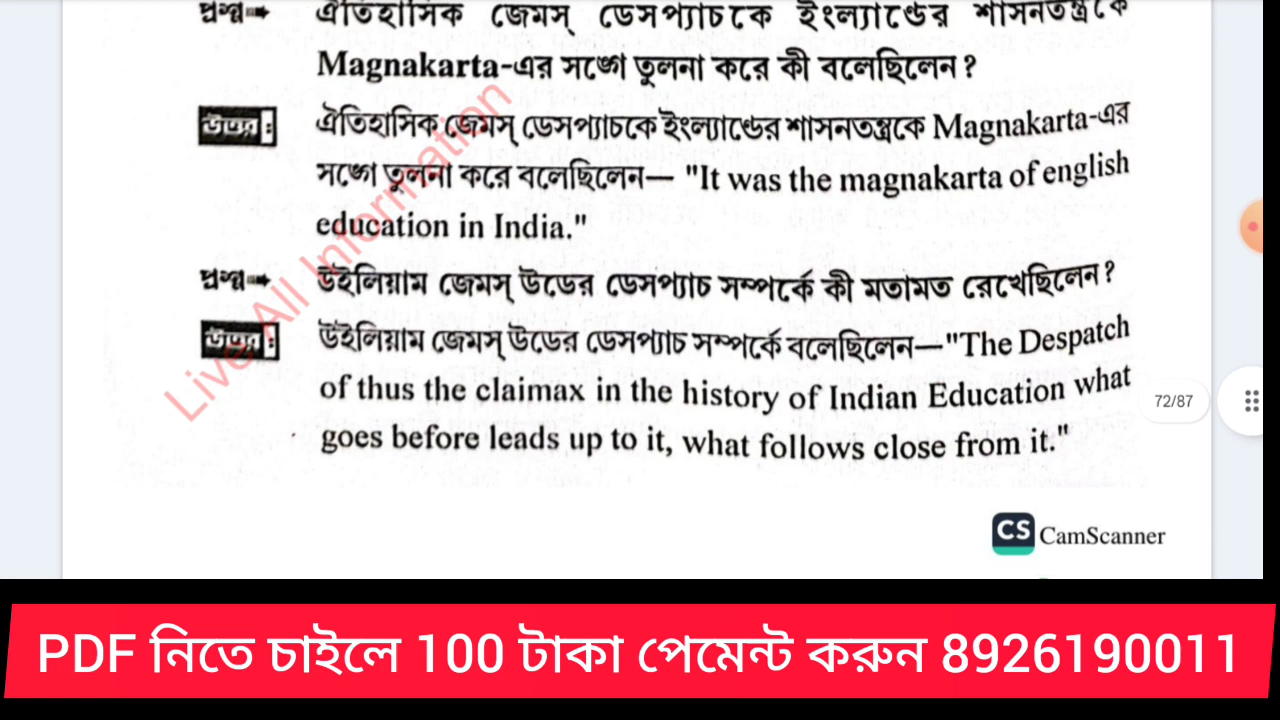 প্রশ্ন➠ ঐতিহাসিক জেমস্ ডেসপ্যাচকে ইংল্যান্ডের শাসনতন্ত্রকে
Magnakarta-এর সঙ্গে তুলনা করে কী বলেছিলেন?
উত্তর: ঐতিহাসিক জেমস্ ডেসপ্যাচকে ইংল্যান্ডের শাসনতন্ত্রকে Magnakarta-এর
সঙ্গে তুলনা করে বলেছিলেন— "It was the magnakarta of english
education in India."
প্রশ্ন➠ উইলিয়াম জেমস্ উডের ডেসপ্যাচ সম্পর্কে কী মতামত রেখেছিলেন?
উত্তর: উইলিয়াম জেমস্ উডের ডেসপ্যাচ সম্পর্কে বলেছিলেন—"The Despatch
of thus the claimax in the history of Indian Education what
goes before leads up to it, what follows close from it."
Live All Information
72/87
CS CamScanner
PDF নিতে চাইলে 100 টাকা পেমেন্ট করুন 8926190011